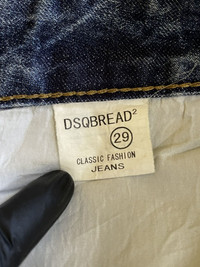 DSQBREAD²
29
CLASSIC FASHION
JEANS